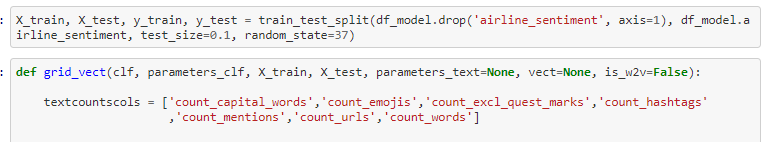 : X_train, X_test, y_train, y_test = train_test_split(df_model.drop('airline_sentiment', axis=1), df_model.a
irline_sentiment, test_size=0.1, random_state=37)
: def grid_vect(clf, parameters_clf, X_train, X_test, parameters_text=None, vect=None, is_w2v=False):
textcountscols = ['count_capital_words','count_emojis','count_excl_quest_marks','count_hashtags'
,'count_mentions','count_urls','count_words']